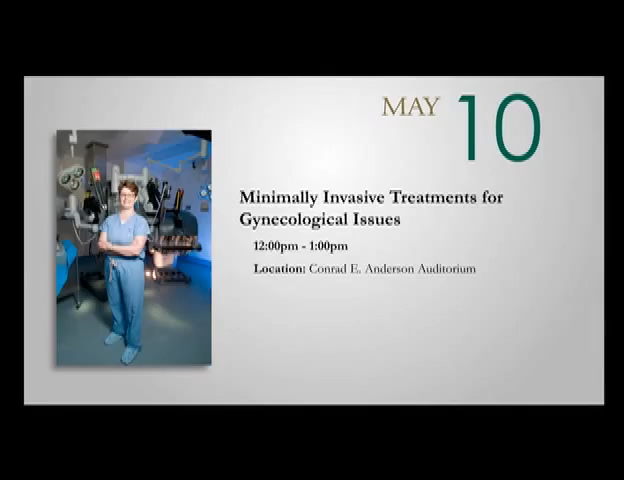 MAY 10
Minimally Invasive Treatments for
Gynecological Issues
12:00pm - 1:00pm
Location: Conrad E. Anderson Auditorium